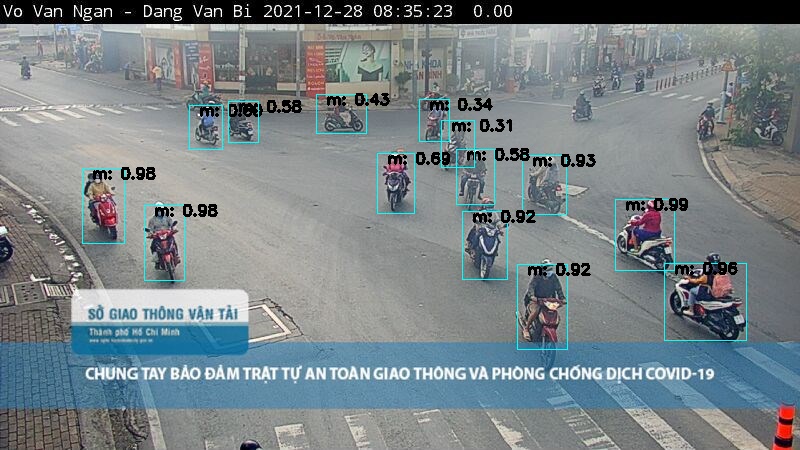 Vo Van Ngan - Dang Van Bi 2021-12-28 08:35:23 0.00
m: 0.58
m: 0.43
m: 0.34
m: 0.31
m: 0.69
m: 0.58
m: 0.93
m: 0.98
m: 0.98
m: 0.92
m: 0.99
m: 0.92
m: 0.96
NHA KHOA
SỞ GIAO THÔNG VẬN TẢI
Thành phố Hồ Chí Minh
CHUNG TAY BẢO ĐẢM TRẬT TỰ AN TOÀN GIAO THÔNG VÀ PHÒNG CHỐNG DỊCH COVID-19